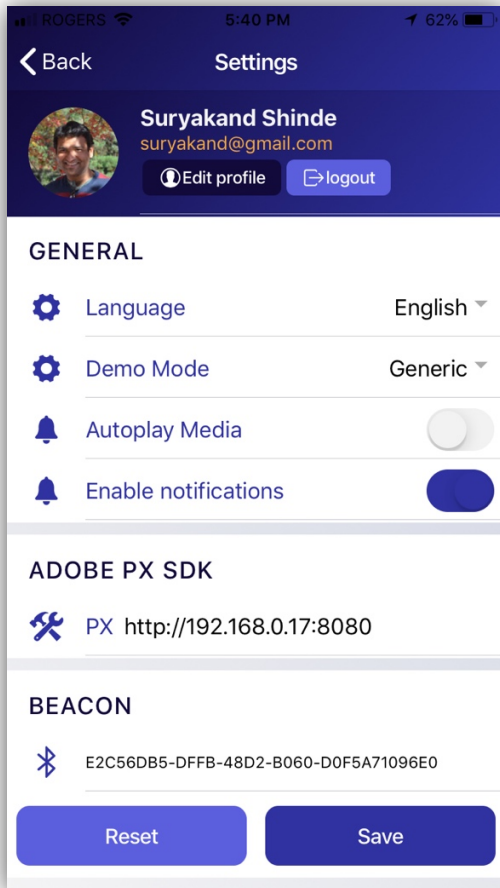 ROGERS 5:40 PM 62%
Back Settings
Suryakand Shinde
suryakand@gmail.com
Edit profile logout
GENERAL
Language English
Demo Mode Generic
Autoplay Media
Enable notifications
ADOBE PX SDK
PX http://192.168.0.17:8080
BEACON
E2C56DB5-DFFB-48D2-B060-D0F5A71096E0
Reset Save